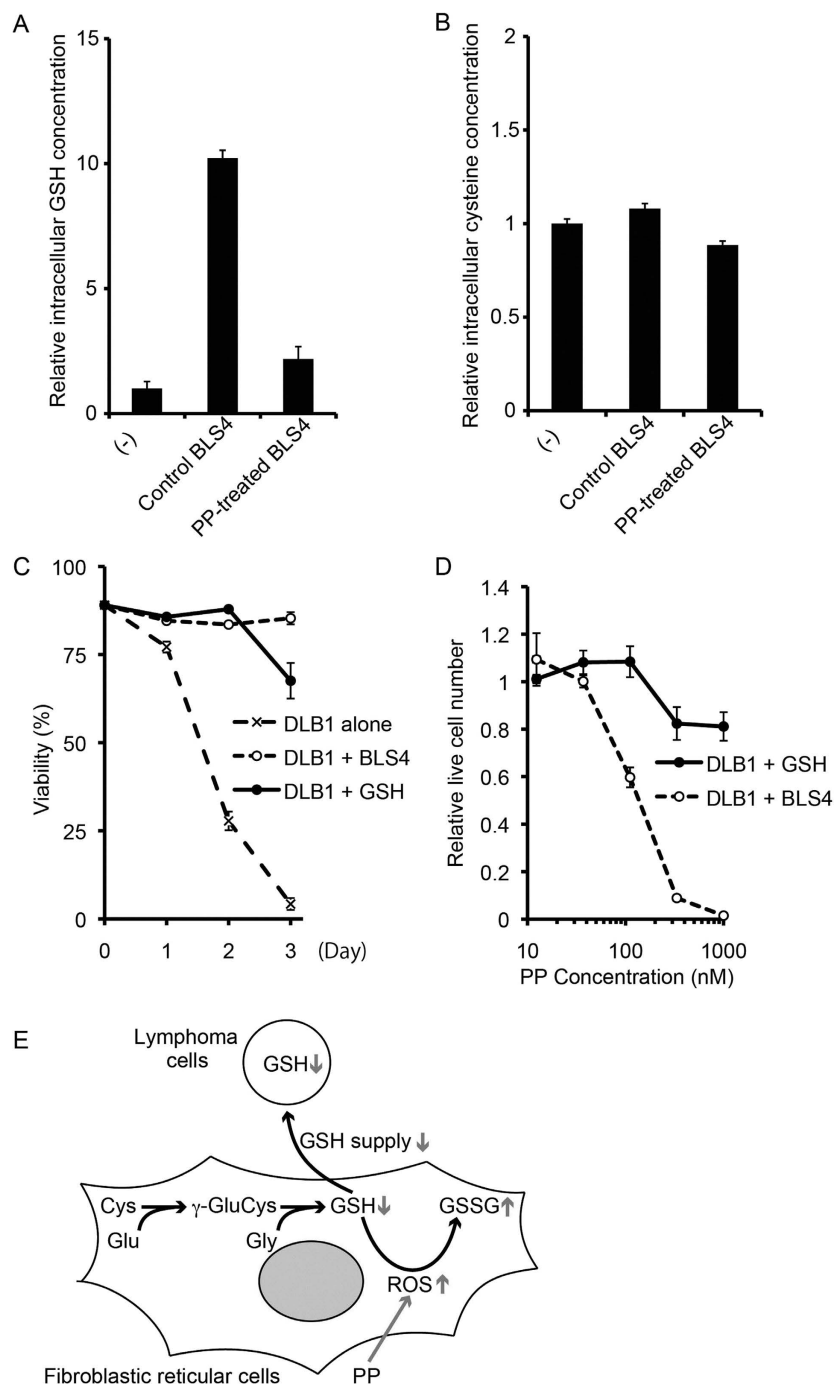 A
Relative intracellular GSH concentration
15
10
5
0
(-)
Control BLS4
PP-treated BLS4
B
Relative intracellular cysteine concentration
2
1.5
1
0.5
0
(-)
Control BLS4
PP-treated BLS4
C
Viability (%)
100
75
50
25
0
0 1 2 3 (Day)
DLB1 alone
DLB1 + BLS4
DLB1 + GSH
D
Relative live cell number
1.4
1.2
1
0.8
0.6
0.4
0.2
0
10 100 1000
PP Concentration (nM)
DLB1 + GSH
DLB1 + BLS4
E
Lymphoma
cells
GSH↓
GSH supply↓
Cys → γ-GluCys → GSH↓ GSSG↑
Glu Gly
ROS↑
Fibroblastic reticular cells PP